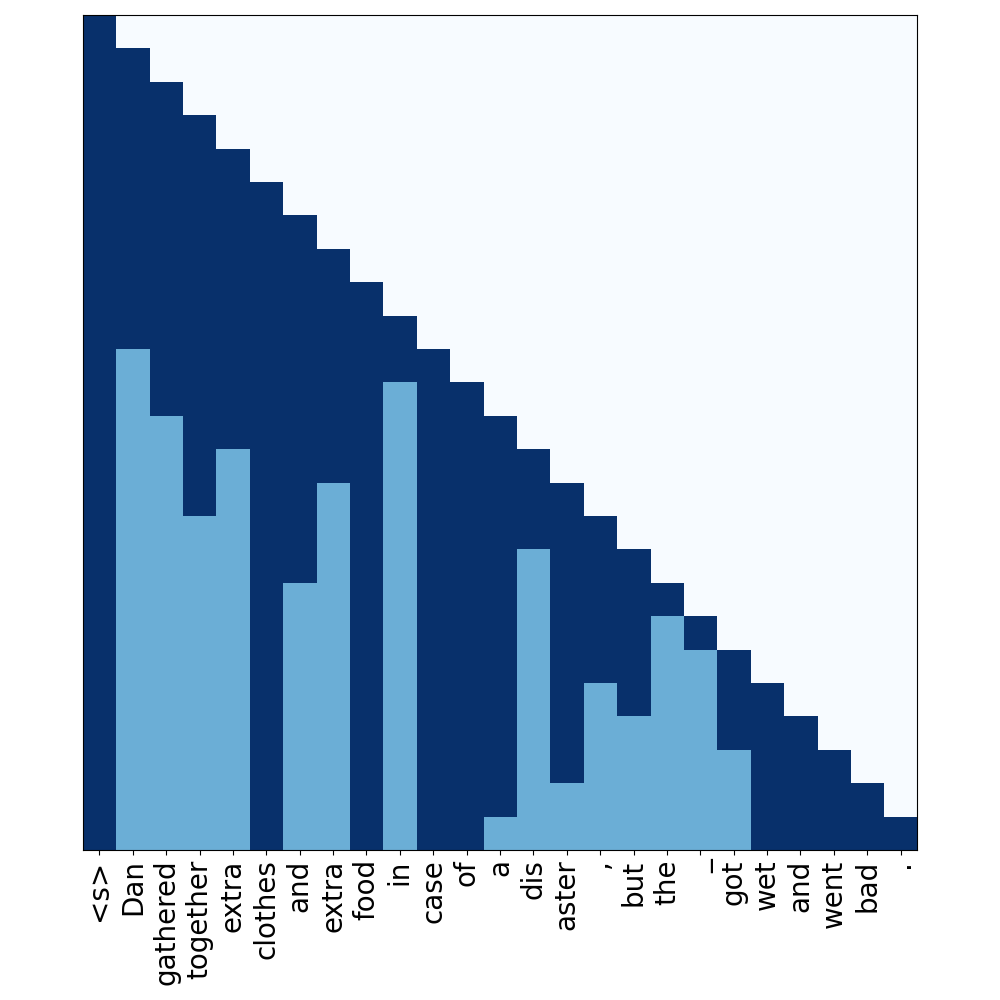 <s>
Dan
gathered
together
extra
clothes
and
extra
food
in
case
of
a
dis
aster
,
but
the
_
got
wet
and
went
bad
.